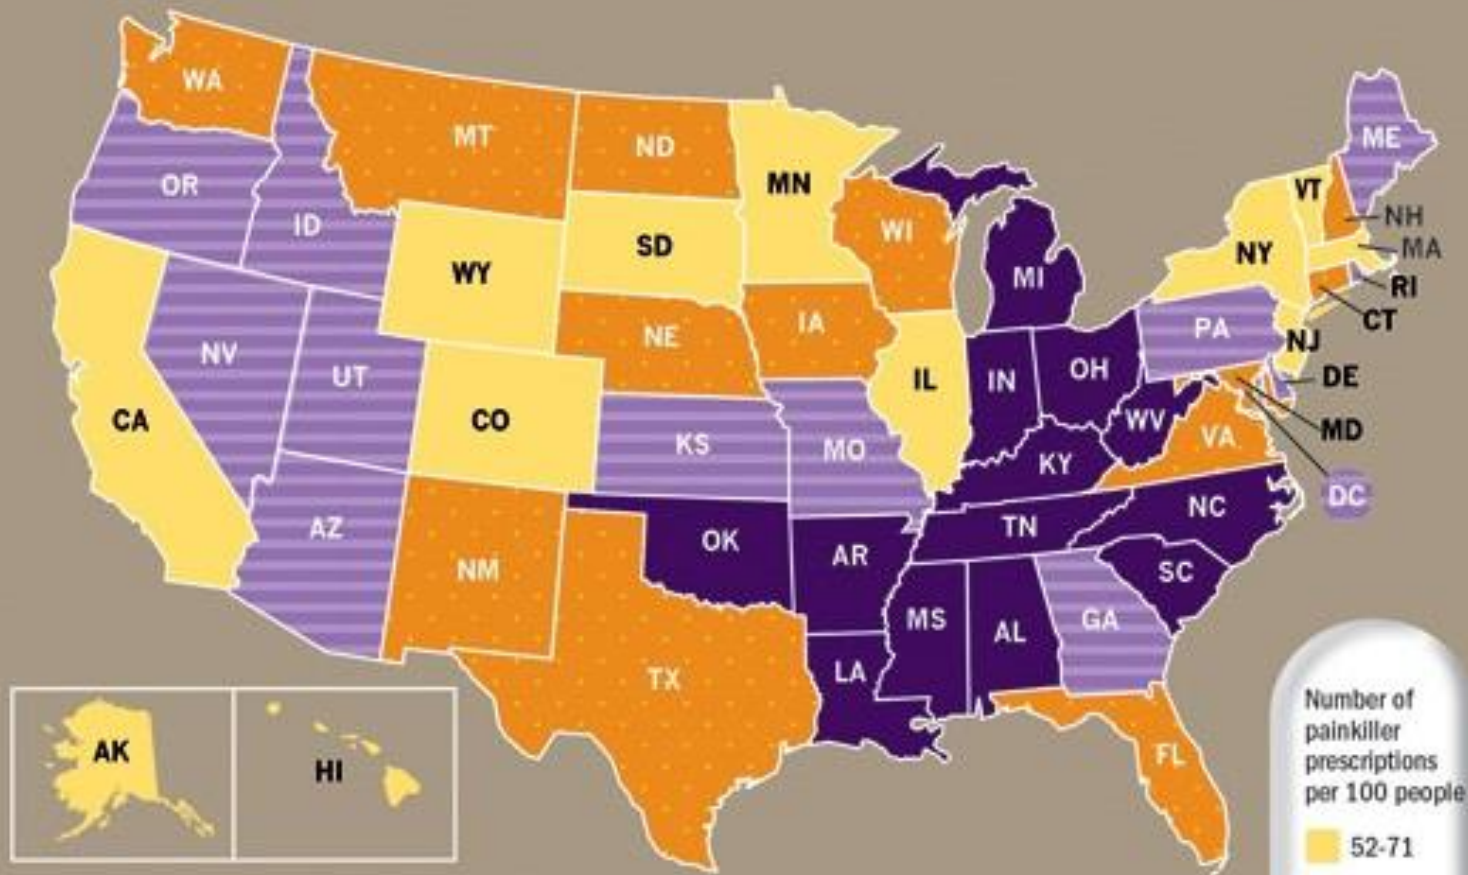 WA
MT
ND
MN
ME
OR
ID
WI
VT
NH
MA
WY
SD
NY
MI
RI
CT
IA
NE
PA
NV
NJ
UT
IL
IN
OH
DE
CA
CO
WV
MD
KS
MO
VA
KY
DC
NC
AZ
TN
OK
AR
NM
SC
MS
AL
GA
LA
TX
FL
AK
HI
Number of
painkiller
prescriptions
per 100 people
52-71